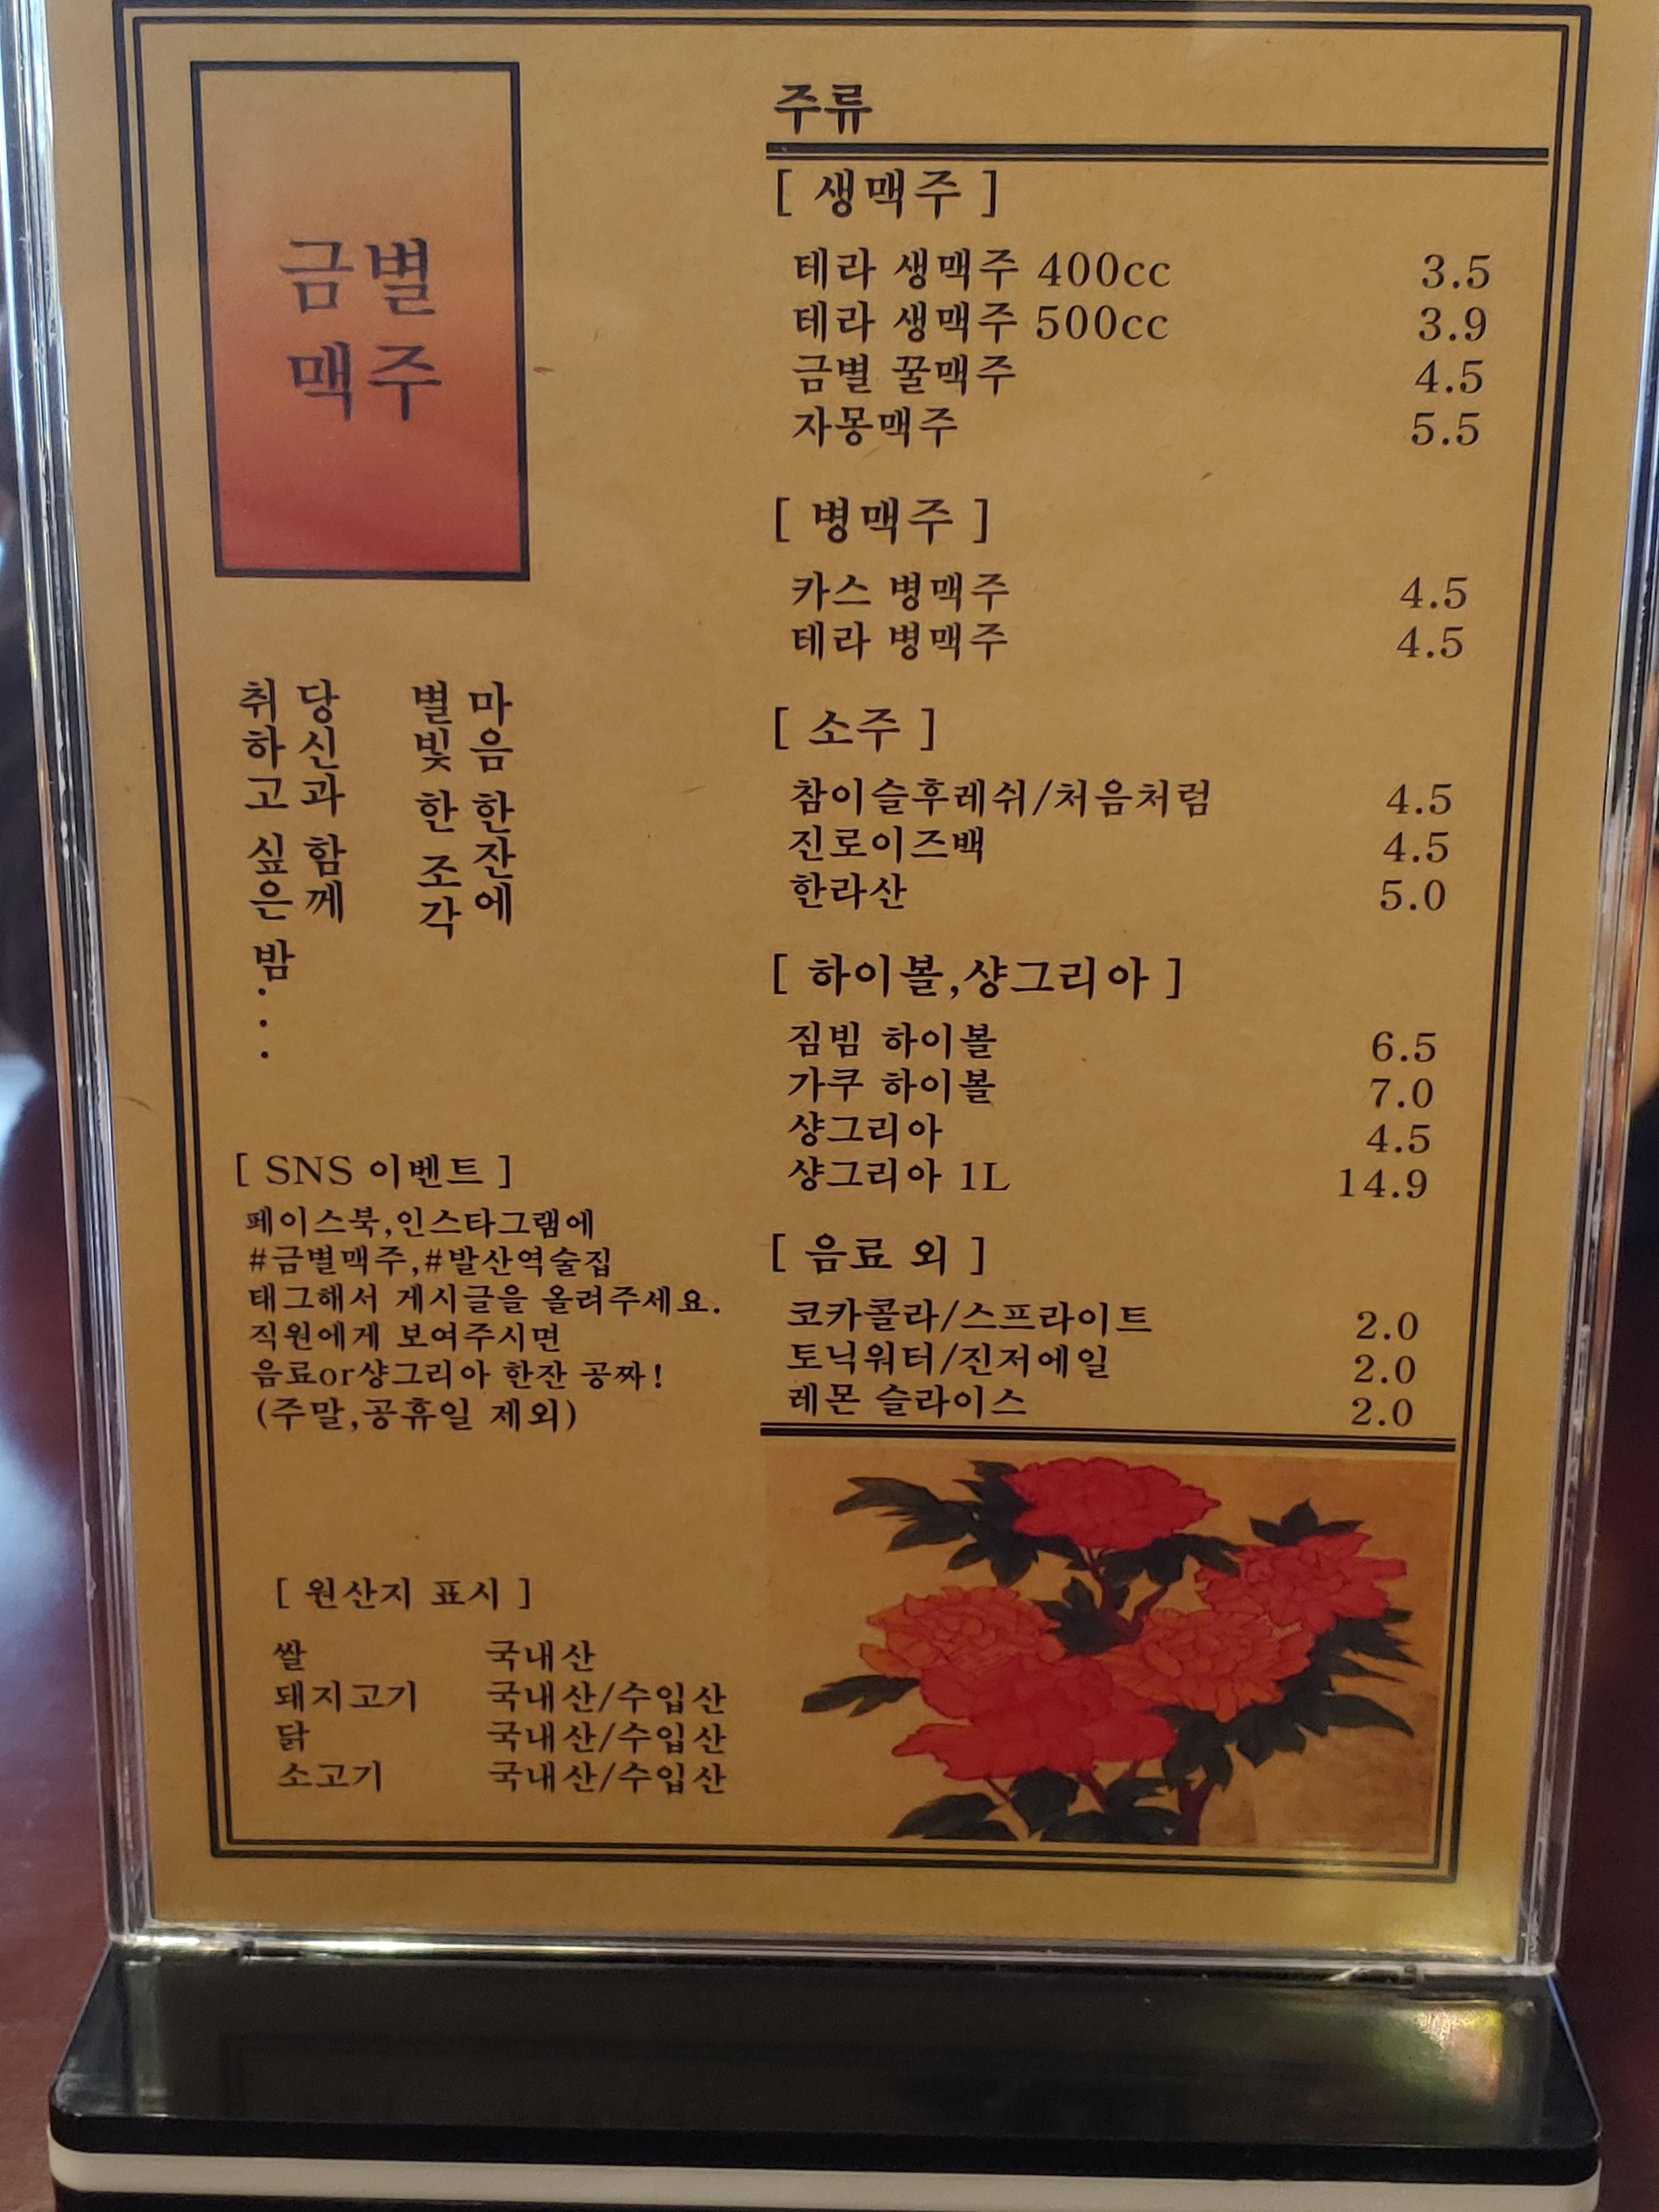 금별
맥주
마음 한잔에
별빛 한 조각
당신과 함께
취하고 싶은 밤...
[ SNS 이벤트 ]
페이스북,인스타그램에
#금별맥주,#발산역술집
태그해서 게시글을 올려주세요.
직원에게 보여주시면
음료or샹그리아 한잔 공짜!
(주말,공휴일 제외)
[ 원산지 표시 ]
쌀 국내산
돼지고기 국내산/수입산
닭 국내산/수입산
소고기 국내산/수입산
주류
[ 생맥주 ]
테라 생맥주 400cc 3.5
테라 생맥주 500cc 3.9
금별 꿀맥주 4.5
자몽맥주 5.5
[ 병맥주 ]
카스 병맥주 4.5
테라 병맥주 4.5
[ 소주 ]
참이슬후레쉬/처음처럼 4.5
진로이즈백 4.5
한라산 5.0
[ 하이볼,샹그리아 ]
짐빔 하이볼 6.5
가쿠 하이볼 7.0
샹그리아 4.5
샹그리아 1L 14.9
[ 음료 외 ]
코카콜라/스프라이트 2.0
토닉워터/진저에일 2.0
레몬 슬라이스 2.0